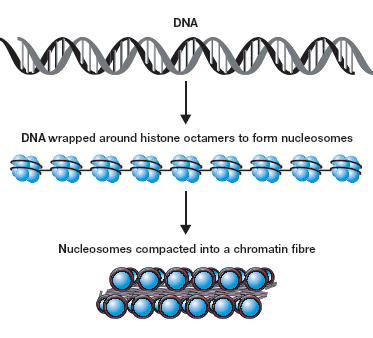 DNA
DNA wrapped around histone octamers to form nucleosomes
Nucleosomes compacted into a chromatin fibre